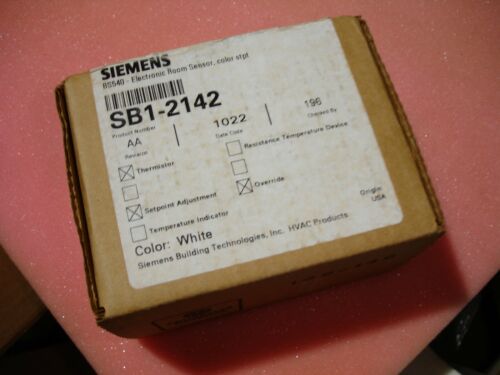 SIEMENS
BS540 - Electronic Room Sensor, color stpt
SB1-2142
Product Number
AA
Revision
1022
Date Code
196
Checked By
Thermistor
Resistance Temperature Device
Setpoint Adjustment
Override
Temperature Indicator
Origin:
USA
Color: White
Siemens Building Technologies, Inc. HVAC Products